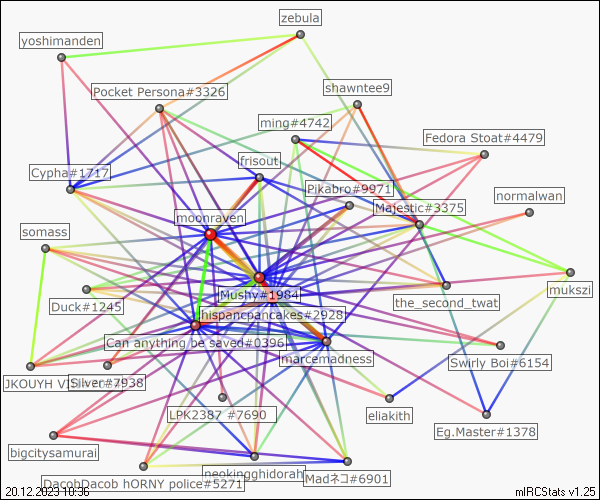 zebula
yoshimanden
Pocket Persona#3326
shawntee9
ming#4742
Fedora Stoat#4479
Cypha#1717
frisout
Pikabro#9971
normalwan
moonraven
Majestic#3375
somass
Mushy#1984
the_second_twat
mukszi
Duck#1245
hispancpancakes#2928
Can anything be saved#0396
marcemadness
Swirly Boi#6154
JKOUYH
Silver#7938
LPK2387 #7690
eliakith
Eg.Master#1378
bigcitysamurai
neokingghidorah
Madネコ#6901
DacobDacob hORNY police#5271
20.12.2023 10:36
mIRCStats v1.25